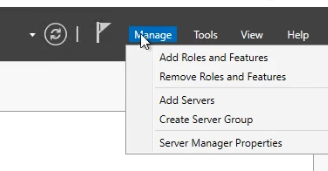 Manage Tools View Help
Add Roles and Features
Remove Roles and Features
Add Servers
Create Server Group
Server Manager Properties